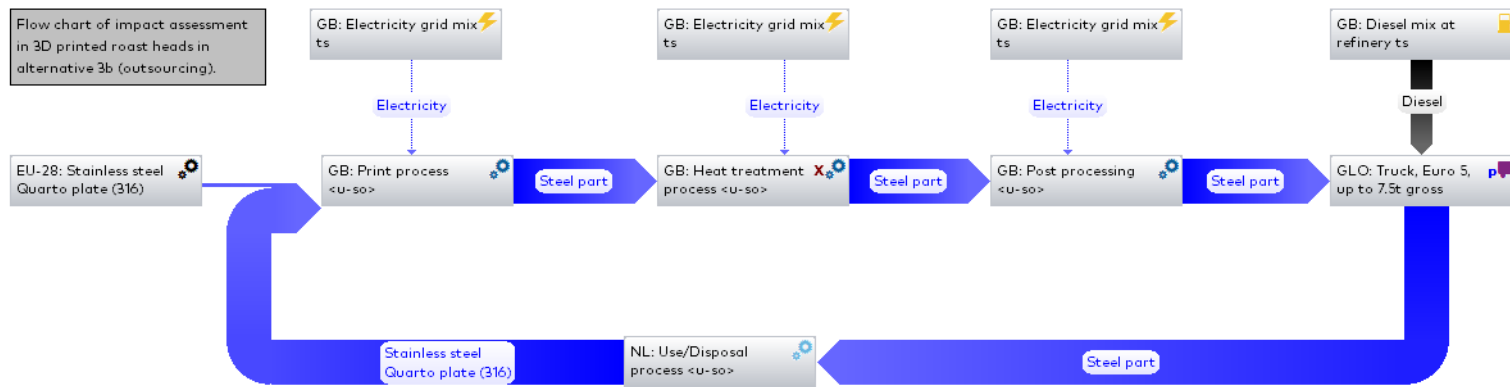 Flow chart of impact assessment
in 3D printed roast heads in
alternative 3b (outsourcing).
GB: Electricity grid mix
ts
GB: Electricity grid mix
ts
GB: Electricity grid mix
ts
GB: Diesel mix at
refinery ts
Electricity
Electricity
Electricity
Diesel
EU-28: Stainless steel
Quarto plate (316)
GB: Print process
<u-so>
Steel part
GB: Heat treatment
process <u-so>
X
Steel part
GB: Post processing
<u-so>
Steel part
GLO: Truck, Euro 5,
up to 7.5t gross
p
Stainless steel
Quarto plate (316)
NL: Use/Disposal
process <u-so>
Steel part